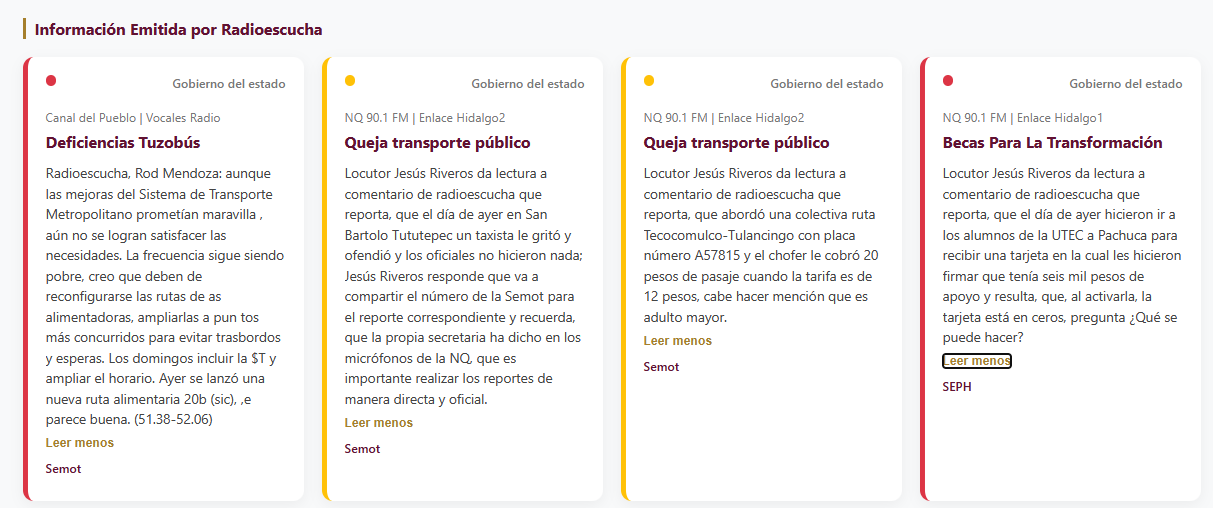 Información Emitida por Radioescucha
Gobierno del estado
Canal del Pueblo | Vocales Radio
Deficiencias Tuzobús
Radioescucha, Rod Mendoza: aunque
las mejoras del Sistema de Transporte
Metropolitano prometían maravilla ,
aún no se logran satisfacer las
necesidades. La frecuencia sigue siendo
pobre, creo que deben de
reconfigurarse las rutas de as
alimentadoras, ampliarlas a pun tos
más concurridos para evitar trasbordos
y esperas. Los domingos incluir la $T y
ampliar el horario. Ayer se lanzó una
nueva ruta alimentaria 20b (sic), ,e
parece buena. (51.38-52.06)
Leer menos
Semot
Gobierno del estado
NQ 90.1 FM | Enlace Hidalgo2
Queja transporte público
Locutor Jesús Riveros da lectura a
comentario de radioescucha que
reporta, que el día de ayer en San
Bartolo Tututepec un taxista le gritó y
ofendió y los oficiales no hicieron nada;
Jesús Riveros responde que va a
compartir el número de la Semot para
el reporte correspondiente y recuerda,
que la propia secretaria ha dicho en los
micrófonos de la NQ, que es
importante realizar los reportes de
manera directa y oficial.
Leer menos
Semot
Gobierno del estado
NQ 90.1 FM | Enlace Hidalgo2
Queja transporte público
Locutor Jesús Riveros da lectura a
comentario de radioescucha que
reporta, que abordó una colectiva ruta
Tecocomulco-Tulancingo con placa
número A57815 y el chofer le cobró 20
pesos de pasaje cuando la tarifa es de
12 pesos, cabe hacer mención que es
adulto mayor.
Leer menos
Semot
Gobierno del estado
NQ 90.1 FM | Enlace Hidalgo1
Becas Para La Transformación
Locutor Jesús Riveros da lectura a
comentario de radioescucha que
reporta, que el día de ayer hicieron ir a
los alumnos de la UTEC a Pachuca para
recibir una tarjeta en la cual les hicieron
firmar que tenía seis mil pesos de
apoyo y resulta, que, al activarla, la
tarjeta está en ceros, pregunta ¿Qué se
puede hacer?
Leer menos
SEPH